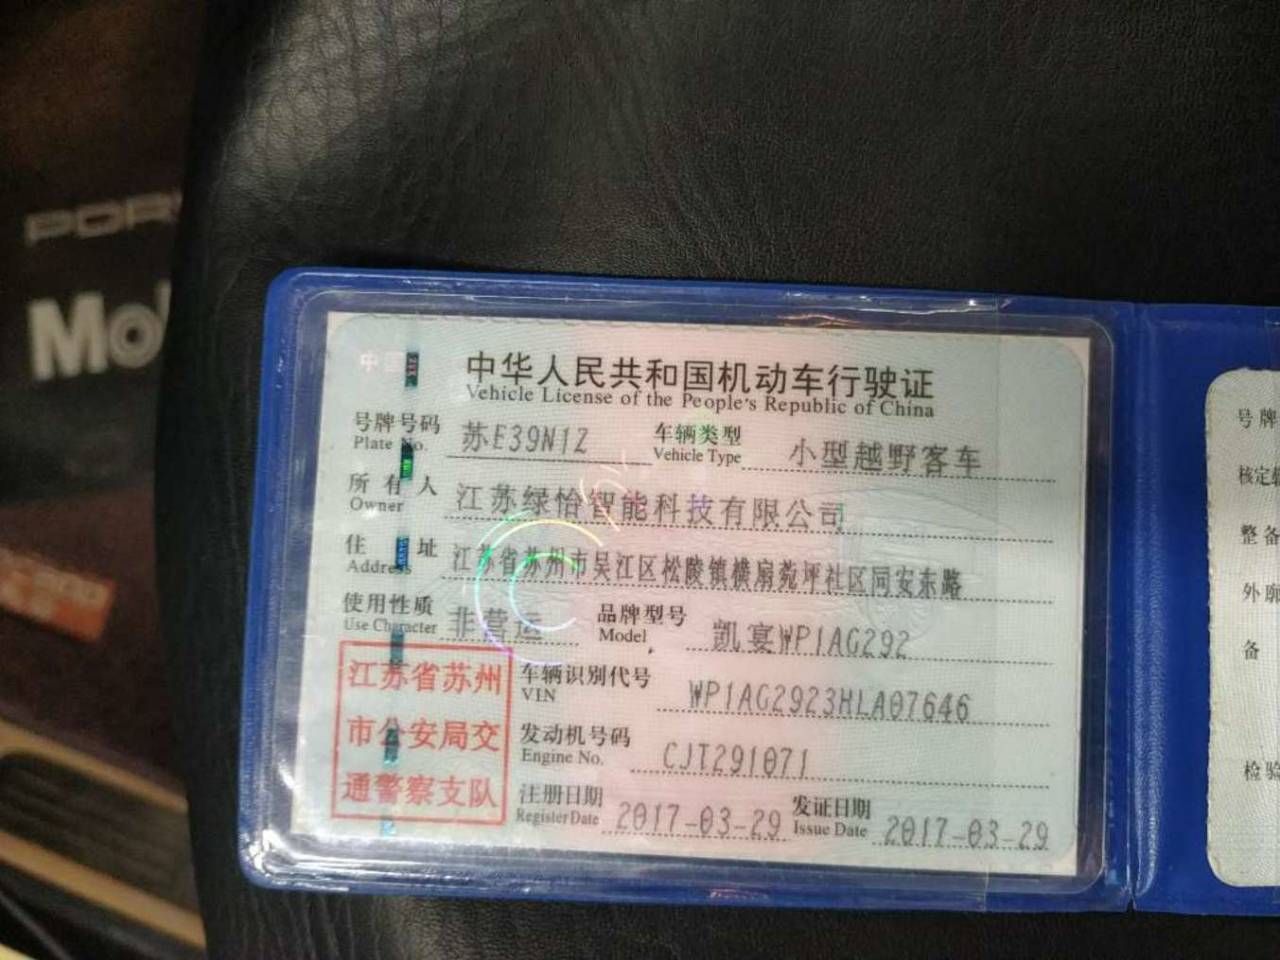 中国
中华人民共和国机动车行驶证
Vehicle License of the People's Republic of China
号牌号码 苏E39N1Z 车辆类型 小型越野客车
Plate No. Vehicle Type
所有人 江苏绿怡智能科技有限公司
Owner
住址 江苏省苏州市吴江区松陵镇横扇菀坪社区同安东路
Address
使用性质 非营运 品牌型号 凯宴WP1AG292
Use Character Model
江苏省苏州
市公安局交
通警察支队
车辆识别代号 WP1AG2923HLA07646
VIN
发动机号码 CJT291071
Engine No.
注册日期 2017-03-29 发证日期 2017-03-29
Register Date Issue Date
号牌
整备
外廓
备
检验